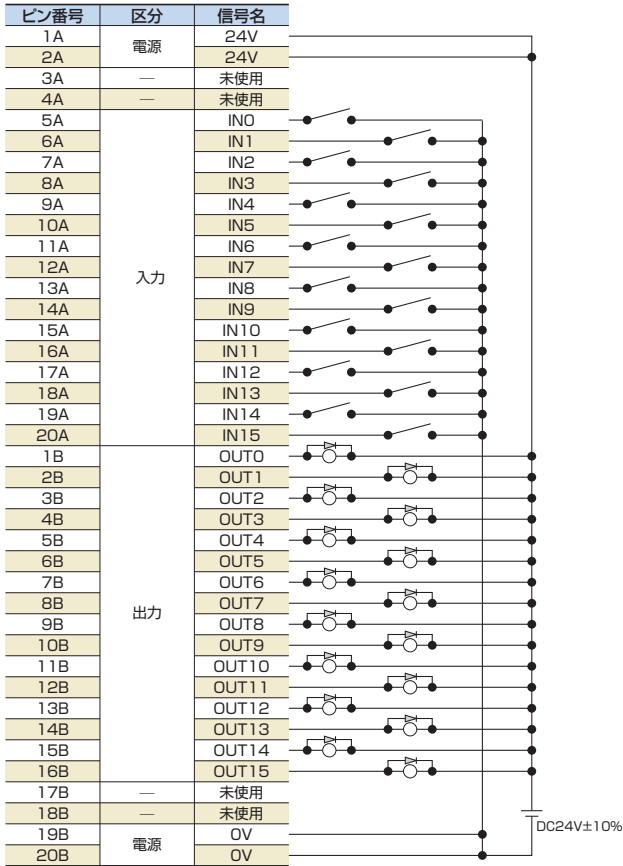 ピン番号 区分 信号名
1A 電源 24V
2A 24V
3A ― 未使用
4A ― 未使用
5A 入力 IN0
6A IN1
7A IN2
8A IN3
9A IN4
10A IN5
11A IN6
12A IN7
13A IN8
14A IN9
15A IN10
16A IN11
17A IN12
18A IN13
19A IN14
20A IN15
1B 出力 OUT0
2B OUT1
3B OUT2
4B OUT3
5B OUT4
6B OUT5
7B OUT6
8B OUT7
9B OUT8
10B OUT9
11B OUT10
12B OUT11
13B OUT12
14B OUT13
15B OUT14
16B OUT15
17B ― 未使用
18B ― 未使用
DC24V±10%
19B 電源 0V
20B 0V